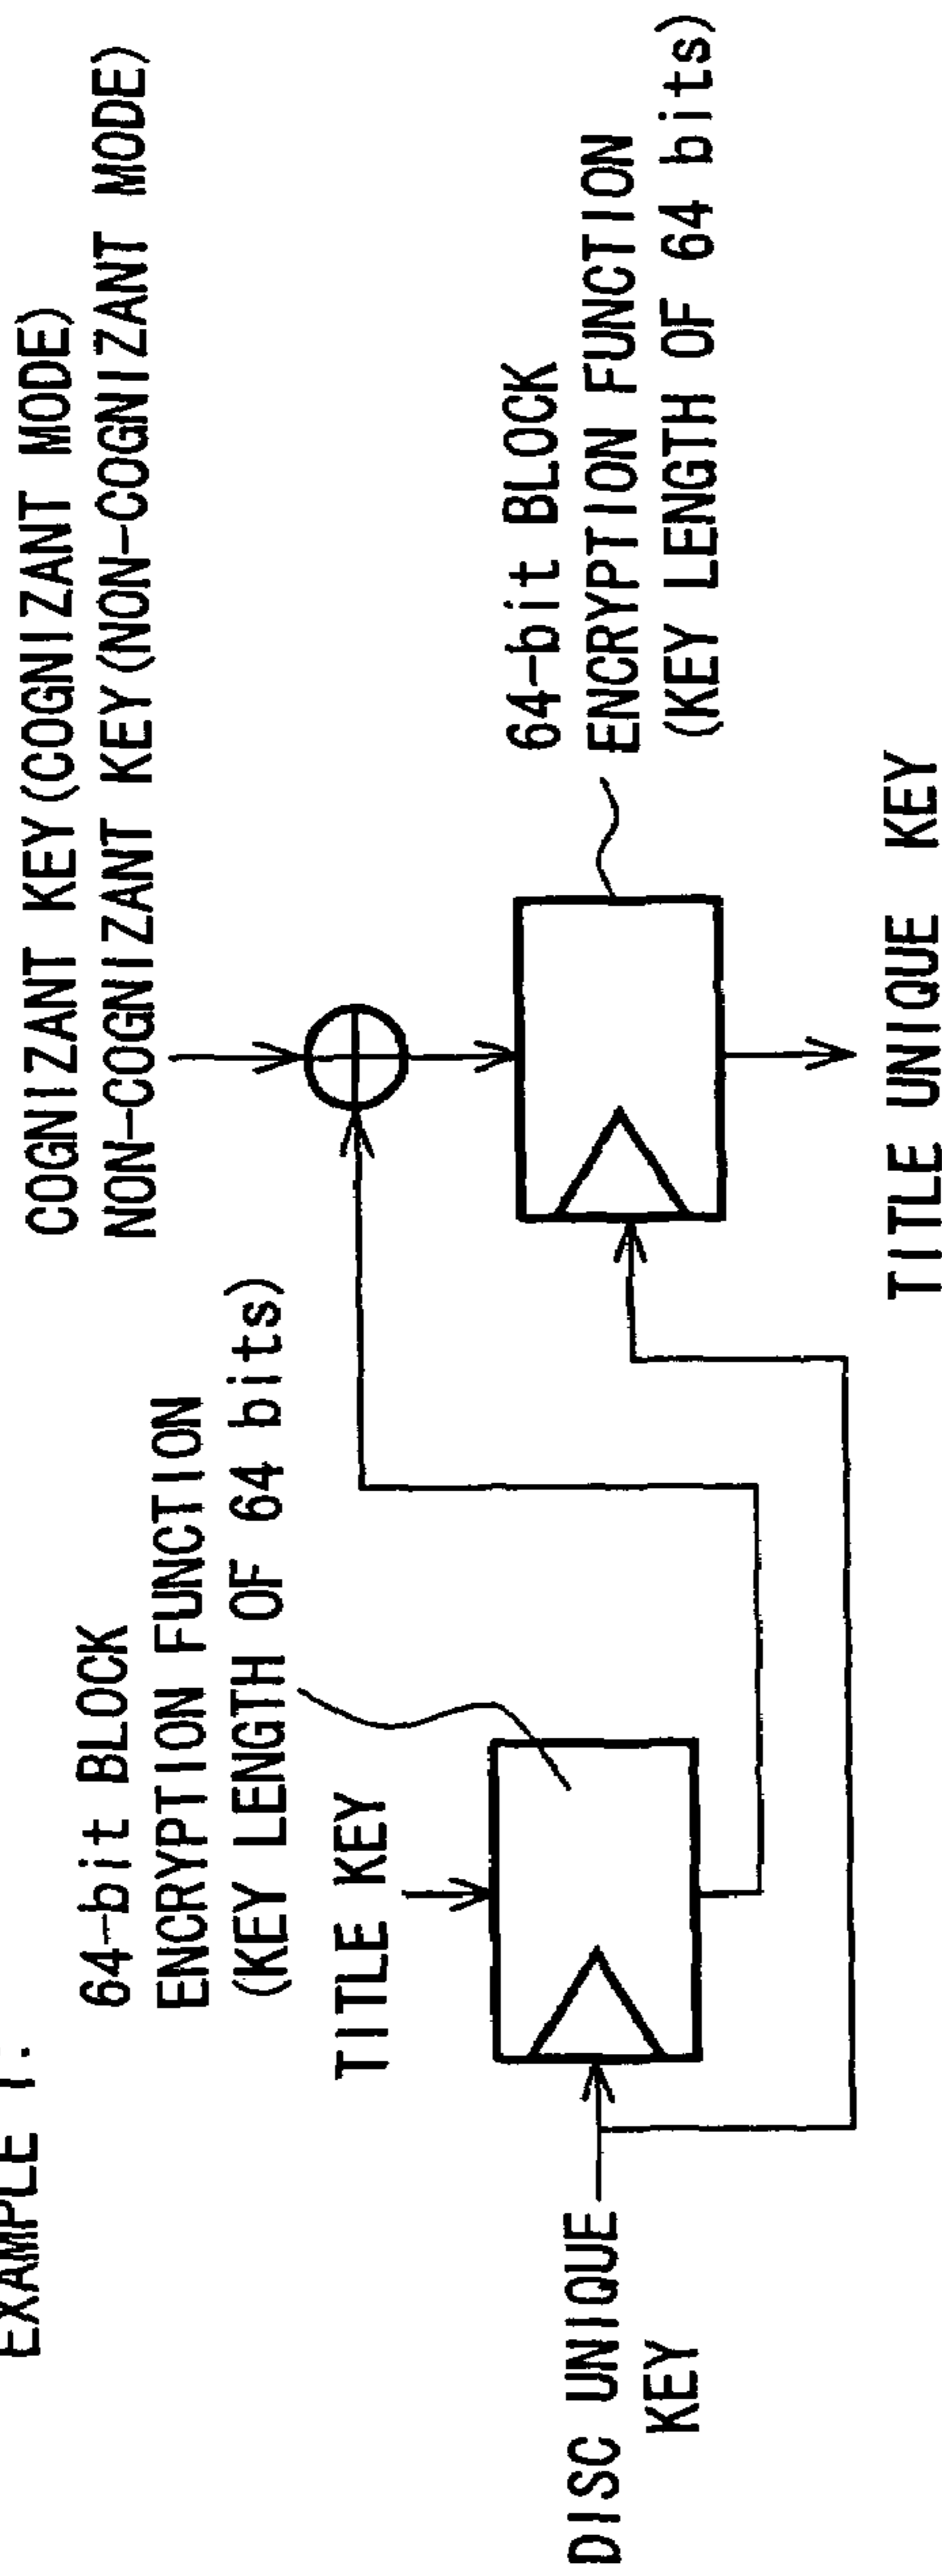 EXAMPLE 1:
64-bit BLOCK
ENCRYPTION FUNCTION
(KEY LENGTH OF 64 bits)
TITLE KEY
DISC UNIQUE
KEY
COGNIZANT KEY(COGNIZANT MODE)
NON-COGNIZANT KEY(NON-COGNIZANT MODE)
64-bit BLOCK
ENCRYPTION FUNCTION
(KEY LENGTH OF 64 bits)
TITLE UNIQUE KEY